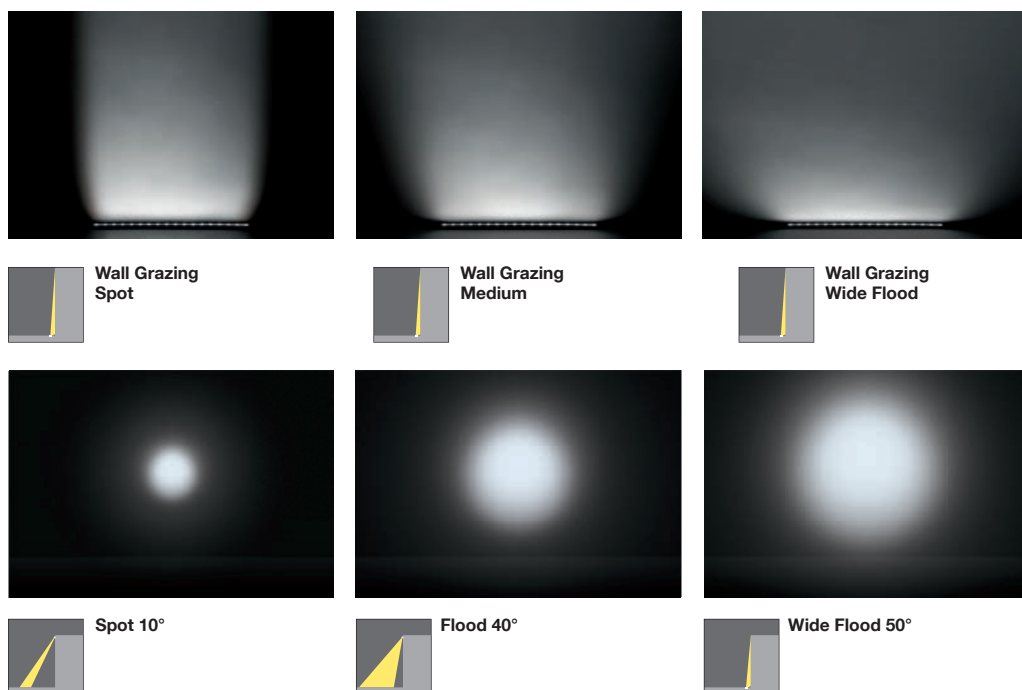 Wall Grazing
Spot
Wall Grazing
Medium
Wall Grazing
Wide Flood
Spot 10°
Flood 40°
Wide Flood 50°